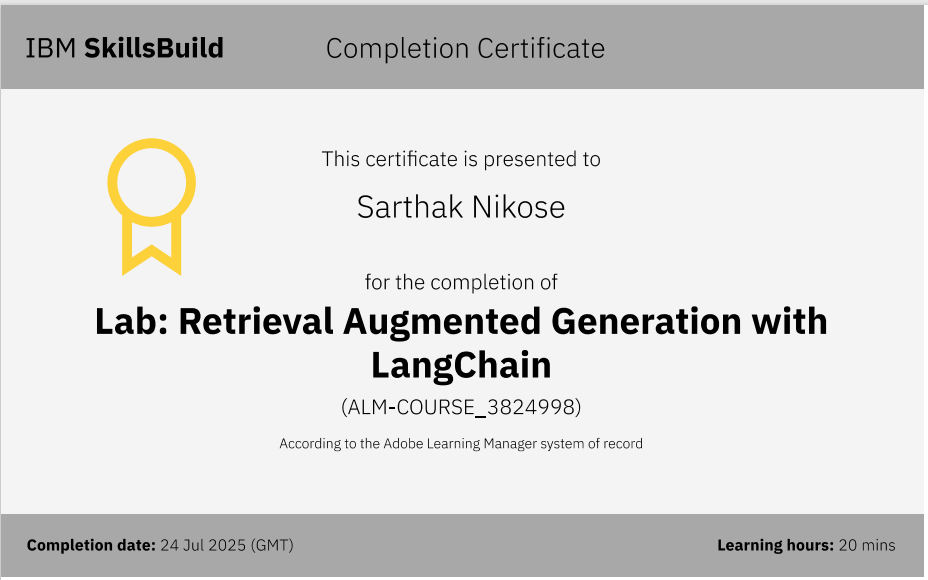 IBM SkillsBuild
Completion Certificate
This certificate is presented to
Sarthak Nikose
for the completion of
Lab: Retrieval Augmented Generation with
LangChain
(ALM-COURSE_3824998)
According to the Adobe Learning Manager system of record
Completion date: 24 Jul 2025 (GMT)
Learning hours: 20 mins